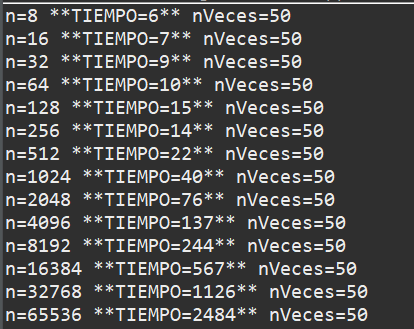 n=8 **TIEMPO=6** nVeces=50
n=16 **TIEMPO=7** nVeces=50
n=32 **TIEMPO=9** nVeces=50
n=64 **TIEMPO=10** nVeces=50
n=128 **TIEMPO=15** nVeces=50
n=256 **TIEMPO=14** nVeces=50
n=512 **TIEMPO=22** nVeces=50
n=1024 **TIEMPO=40** nVeces=50
n=2048 **TIEMPO=76** nVeces=50
n=4096 **TIEMPO=137** nVeces=50
n=8192 **TIEMPO=244** nVeces=50
n=16384 **TIEMPO=567** nVeces=50
n=32768 **TIEMPO=1126** nVeces=50
n=65536 **TIEMPO=2484** nVeces=50